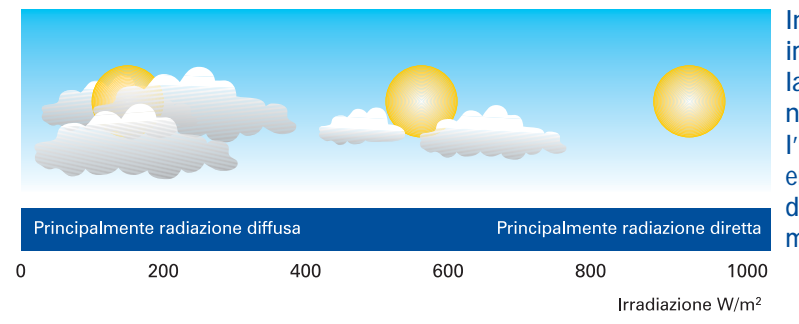 Principalmente radiazione diffusa
Principalmente radiazione diretta
0 200 400 600 800 1000
Irradiazione W/m²
l'